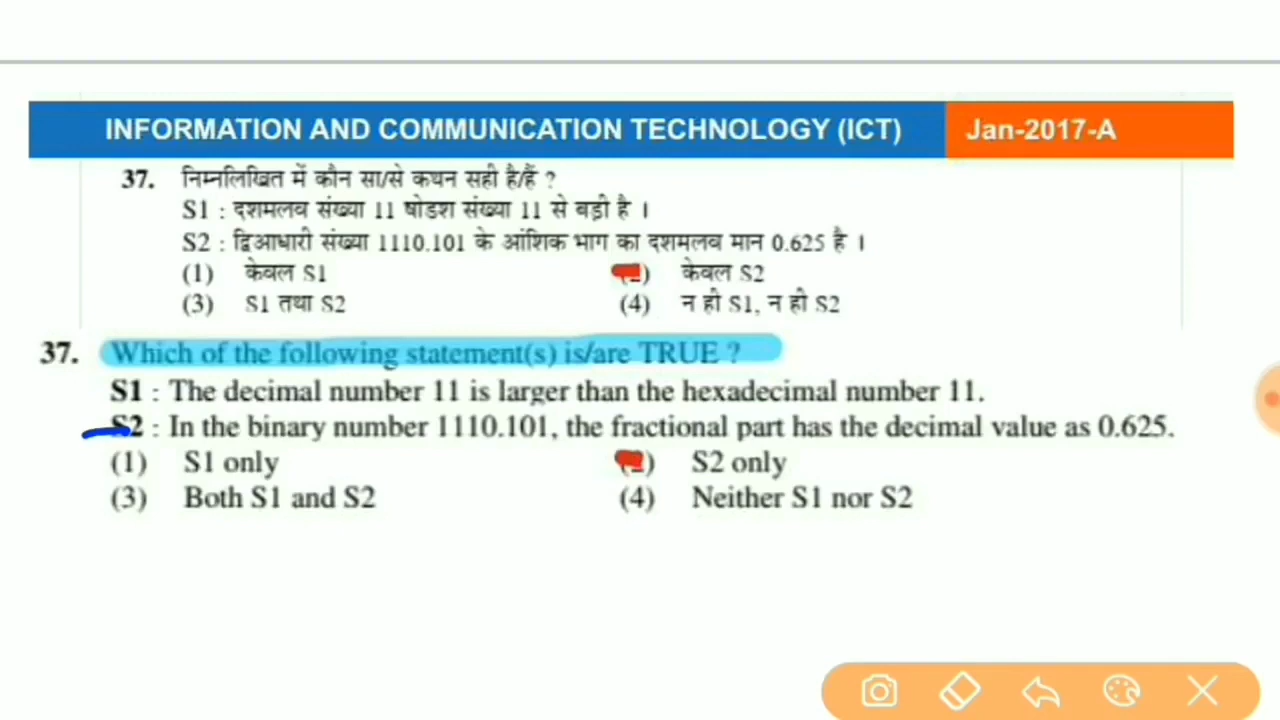 INFORMATION AND COMMUNICATION TECHNOLOGY (ICT) Jan-2017-A
37. निम्नलिखित में कौन सा/से कथन सही है/हैं ?
S1 : दशमलव संख्या 11 षोडश संख्या 11 से बड़ी है ।
S2 : द्विआधारी संख्या 1110.101 के आंशिक भाग का दशमलव मान 0.625 है ।
(1) केवल S1 ) केवल S2
(3) S1 तथा S2 (4) न ही S1, न ही S2
37. Which of the following statement(s) is/are TRUE ?
S1 : The decimal number 11 is larger than the hexadecimal number 11.
S2 : In the binary number 1110.101, the fractional part has the decimal value as 0.625.
(1) S1 only ) S2 only
(3) Both S1 and S2 (4) Neither S1 nor S2